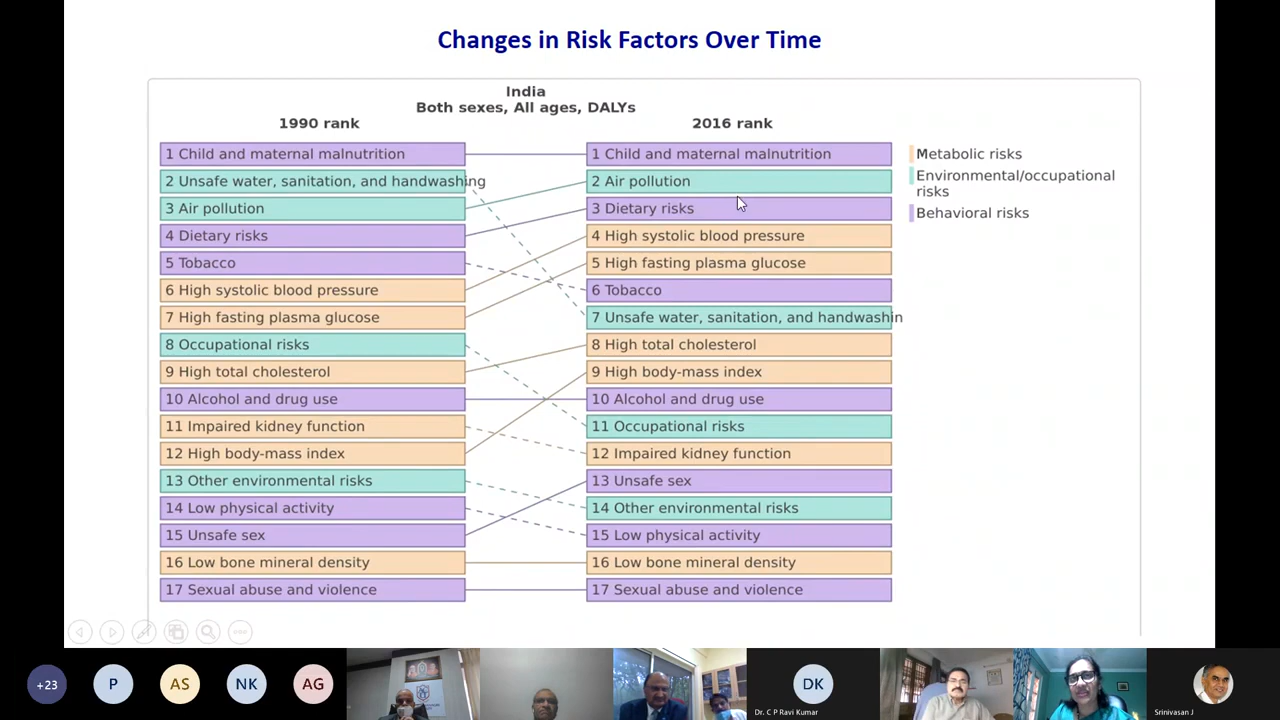 Changes in Risk Factors Over Time
India
Both sexes, All ages, DALYs
1990 rank
2016 rank
1 Child and maternal malnutrition
2 Unsafe water, sanitation, and handwashing
3 Air pollution
4 Dietary risks
5 Tobacco
6 High systolic blood pressure
7 High fasting plasma glucose
8 Occupational risks
9 High total cholesterol
10 Alcohol and drug use
11 Impaired kidney function
12 High body-mass index
13 Other environmental risks
14 Low physical activity
15 Unsafe sex
16 Low bone mineral density
17 Sexual abuse and violence
1 Child and maternal malnutrition
2 Air pollution
3 Dietary risks
4 High systolic blood pressure
5 High fasting plasma glucose
6 Tobacco
7 Unsafe water, sanitation, and handwashin
8 High total cholesterol
9 High body-mass index
10 Alcohol and drug use
11 Occupational risks
12 Impaired kidney function
13 Unsafe sex
14 Other environmental risks
15 Low physical activity
16 Low bone mineral density
17 Sexual abuse and violence
Metabolic risks
Environmental/occupational
risks
Behavioral risks
+23
P
AS
NK
AG
DK
Dr. C P Ravi Kumar
Srinivasan J